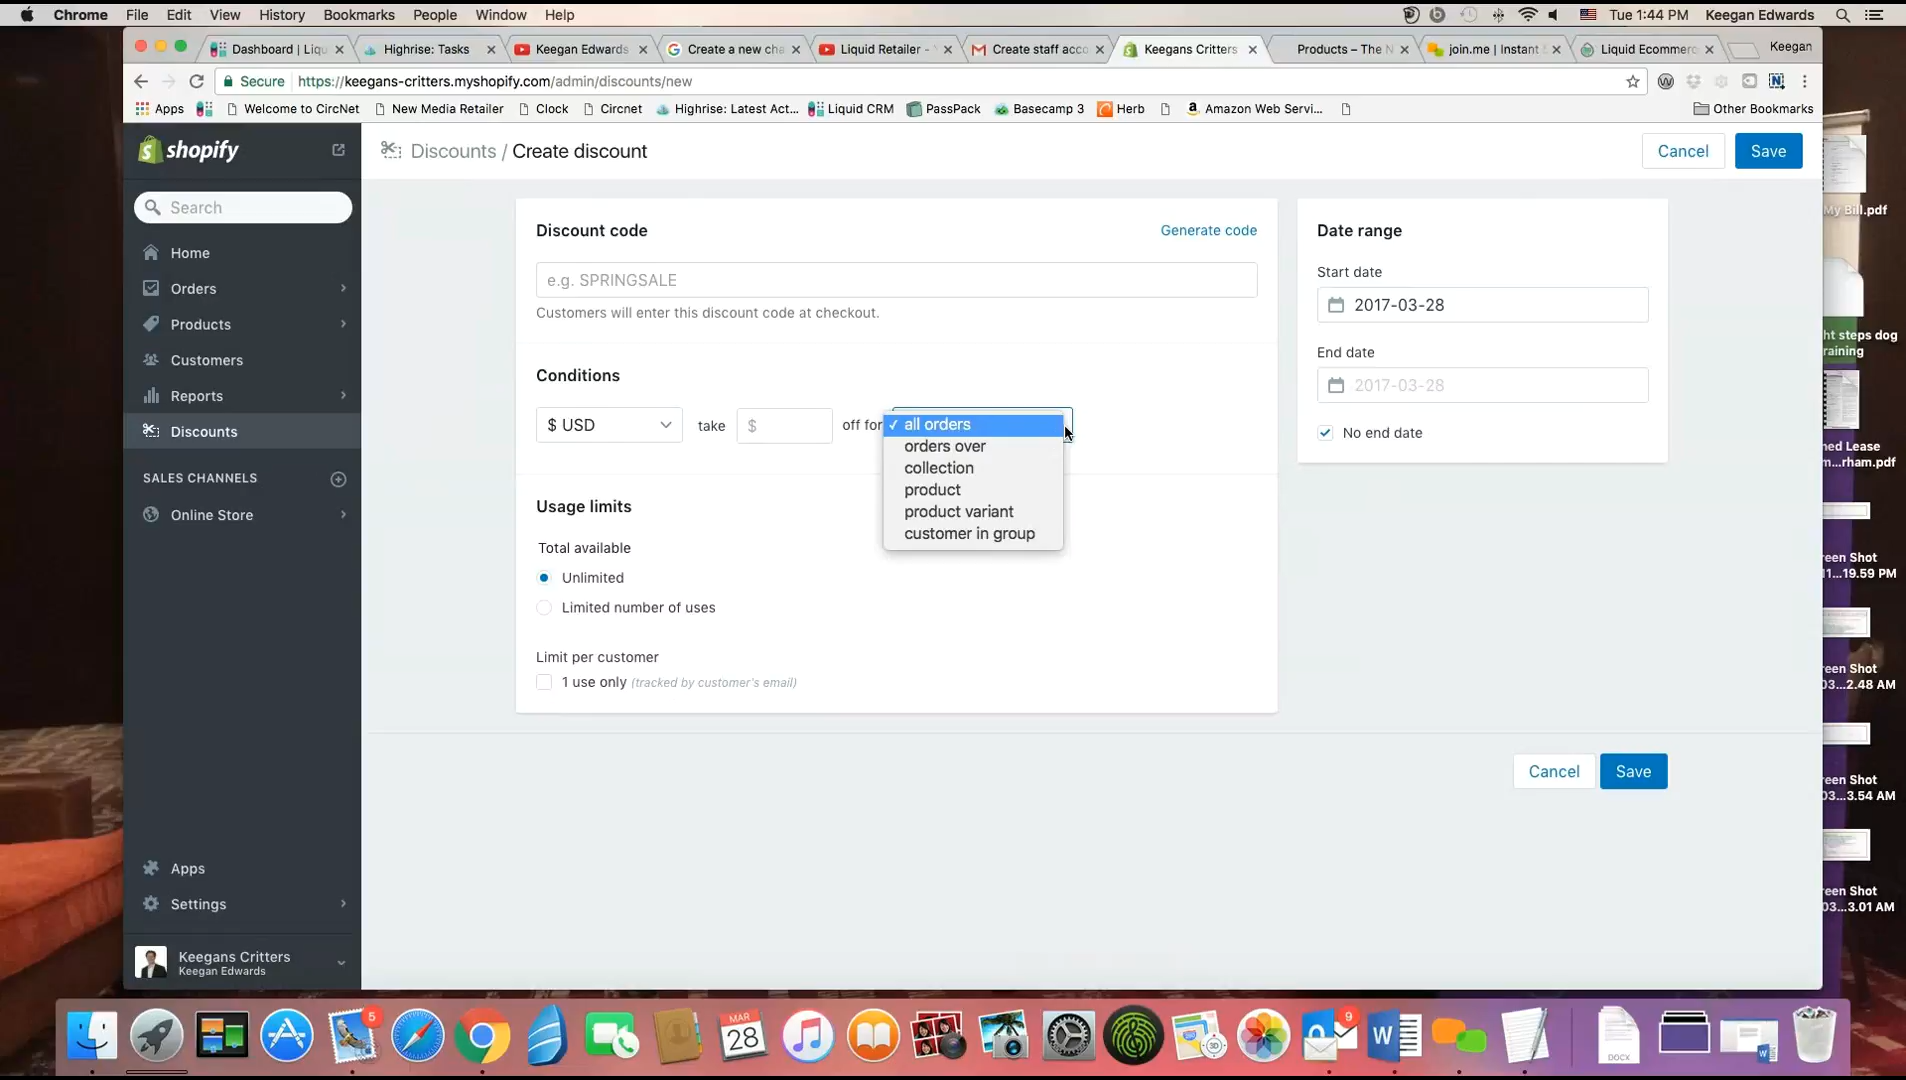 Chrome File Edit View History Bookmarks People Window Help Tue 1:44 PM Keegan Edwards
Dashboard | Liqu Highrise: Tasks Keegan Edwards Create a new cha Liquid Retailer - Y Create staff acco Keegans Critters Products – The N join.me | Instant Liquid Ecommerc Keegan
Secure https://keegans-critters.myshopify.com/admin/discounts/new
Apps Welcome to CircNet New Media Retailer Clock Circnet Highrise: Latest Act... Liquid CRM PassPack Basecamp 3 Herb Amazon Web Servi... Other Bookmarks
shopify
Discounts / Create discount
Cancel
Save
Search
Home
Orders
Products
Customers
Reports
Discounts
SALES CHANNELS
Online Store
Apps
Settings
Keegans Critters
Keegan Edwards
Discount code
Generate code
e.g. SPRINGSALE
Customers will enter this discount code at checkout.
Conditions
$ USD take $ off for
✓ all orders
orders over
collection
product
product variant
customer in group
Usage limits
Total available
Unlimited
Limited number of uses
Limit per customer
1 use only (tracked by customer's email)
Date range
Start date
2017-03-28
End date
2017-03-28
No end date
Cancel
Save
My Bill.pdf
ht steps dog
raining
ned Lease
m...rham.pdf
reen Shot
11...19.59 PM
reen Shot
03...2.48 AM
reen Shot
03...3.54 AM
reen Shot
03...3.01 AM
5
MAR
28
9
3D
DOCX